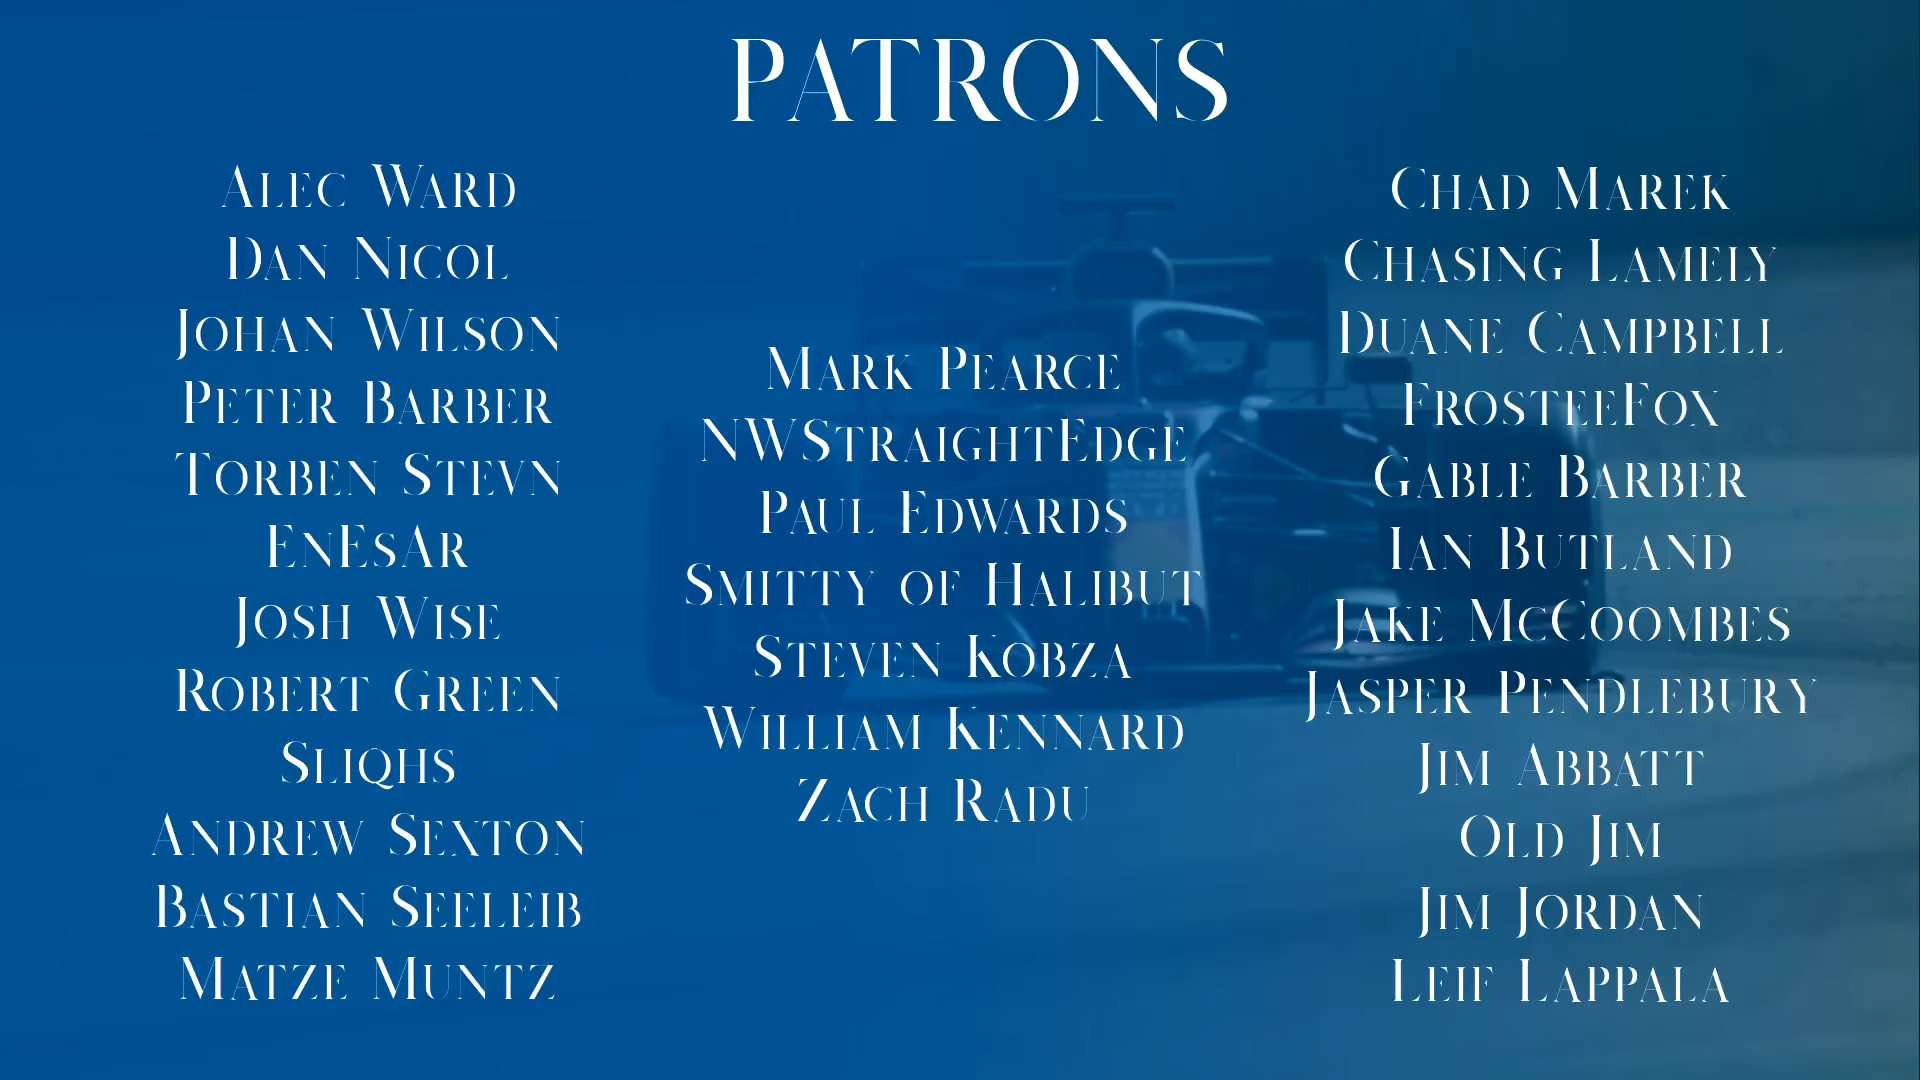 PATRONS
Alec Ward
Dan Nicol
Johan Wilson
Peter Barber
Torben Stevn
EnEsAr
Josh Wise
Robert Green
Sliqhs
Andrew Sexton
Bastian Seeleib
Matze Muntz
Mark Pearce
NWStraightEdge
Paul Edwards
Smitty of Halibut
Steven Kobza
William Kennard
Zach Radu
Chad Marek
Chasing Lamely
Duane Campbell
FrosteeFox
Gable Barber
Ian Butland
Jake McCoombes
Jasper Pendlebury
Jim Abbatt
Old Jim
Jim Jordan
Leif Lappala